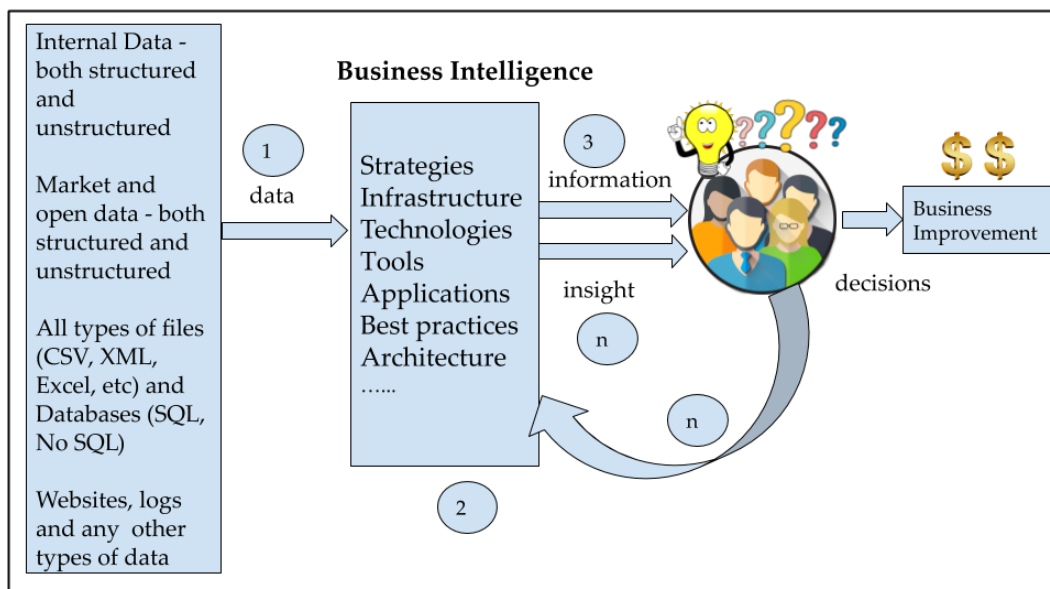 Internal Data -
both structured
and
unstructured
Market and
open data - both
structured and
unstructured
All types of files
(CSV, XML,
Excel, etc) and
Databases (SQL,
No SQL)
Websites, logs
and any other
types of data
1
data
Business Intelligence
Strategies
Infrastructure
Technologies
Tools
Applications
Best practices
Architecture
…...
2
3
information
insight
n
n
?????
decisions
$$
Business
Improvement